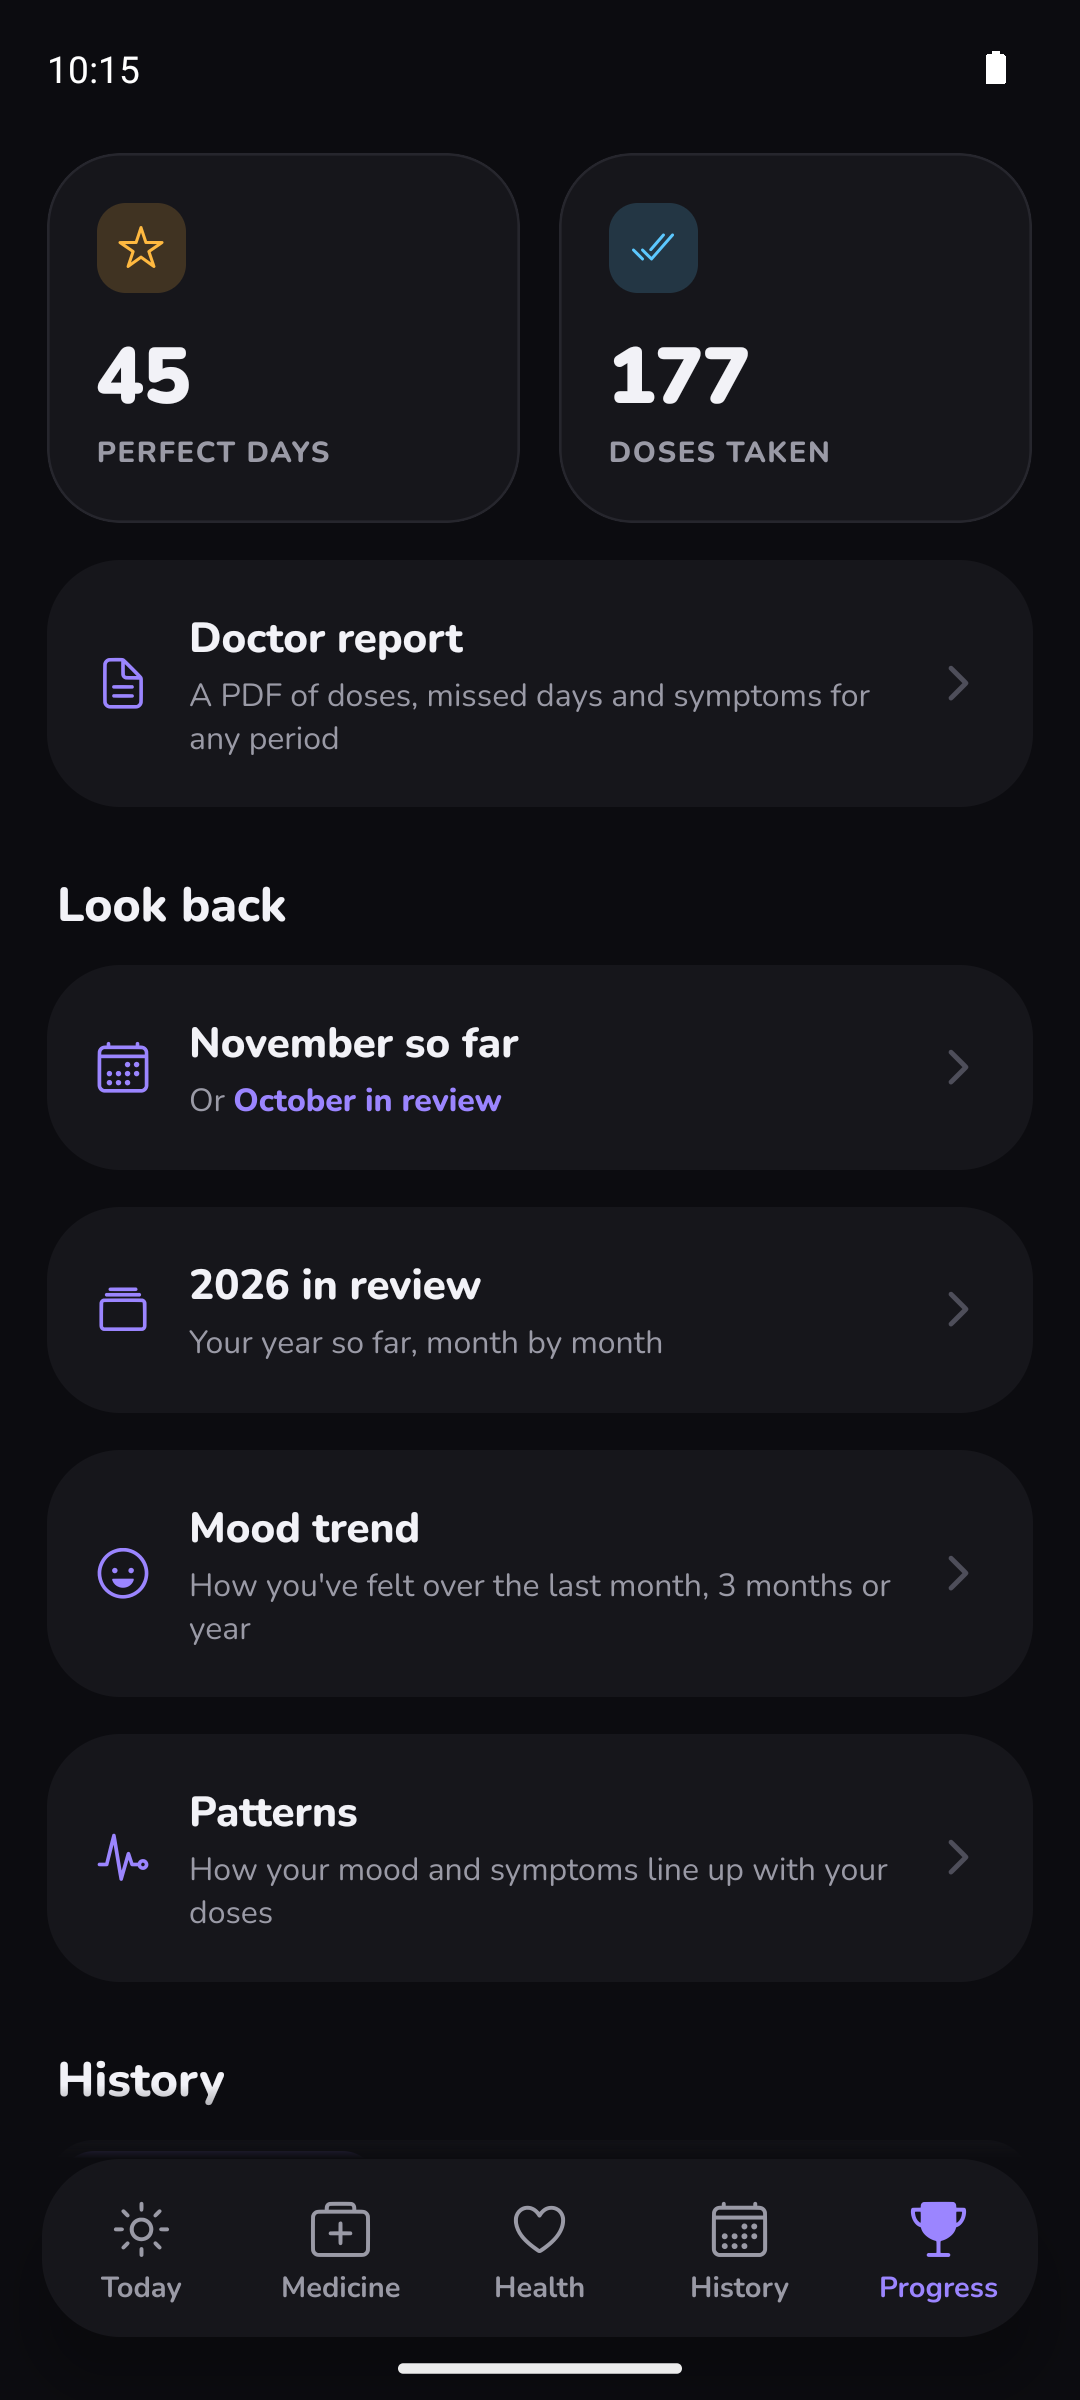 10:15
45
PERFECT DAYS
177
DOSES TAKEN
Doctor report
A PDF of doses, missed days and symptoms for
any period
Look back
November so far
Or October in review
2026 in review
Your year so far, month by month
Mood trend
How you've felt over the last month, 3 months or
year
Patterns
How your mood and symptoms line up with your
doses
History
Today
Medicine
Health
History
Progress